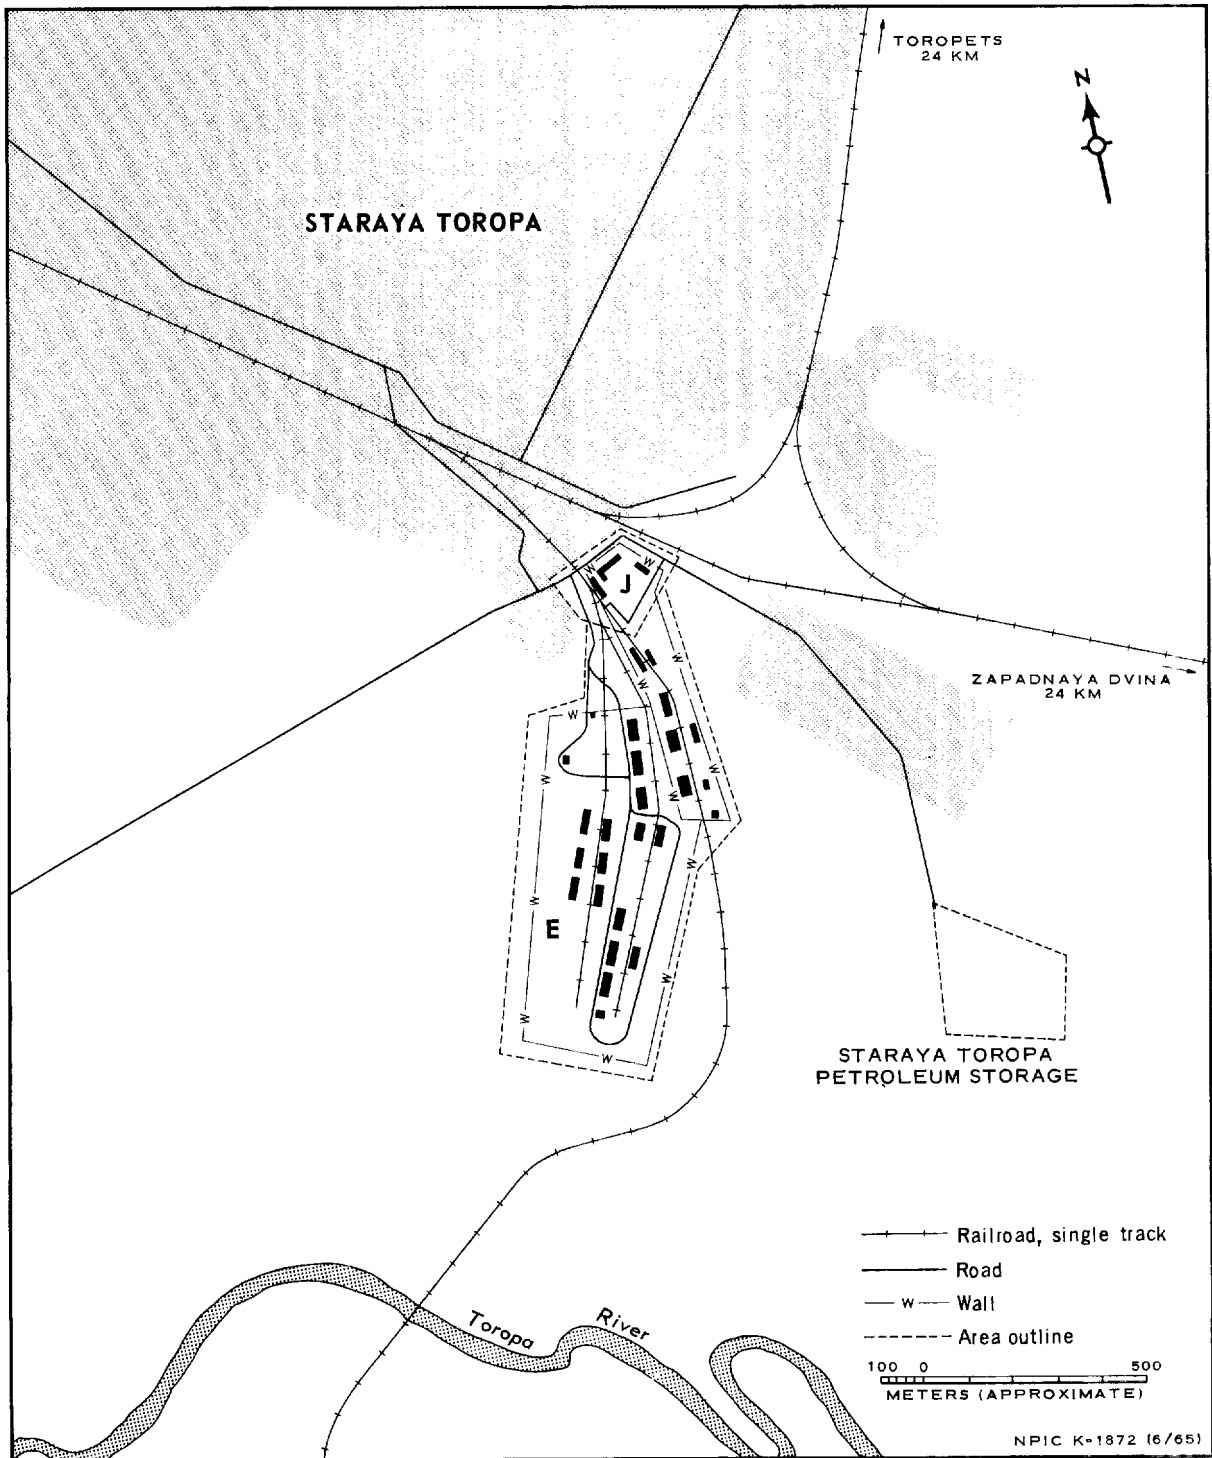 TOROPETS
24 KM
N
STARAYA TOROPA
W
W
J
W
W
ZAPADNAYA DVINA
24 KM
W
W
W
W
W
W
E
W
W
W
STARAYA TOROPA
PETROLEUM STORAGE
Railroad, single track
Road
W Wall
Area outline
Toropa River
100 0 500
METERS (APPROXIMATE)
NPIC K-1872 (6/65)